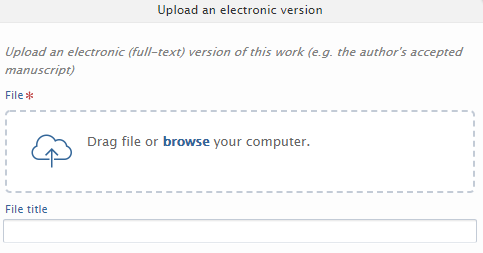 Upload an electronic version
Upload an electronic (full-text) version of this work (e.g. the author's accepted
manuscript)
File*
Drag file or browse your computer.
File title